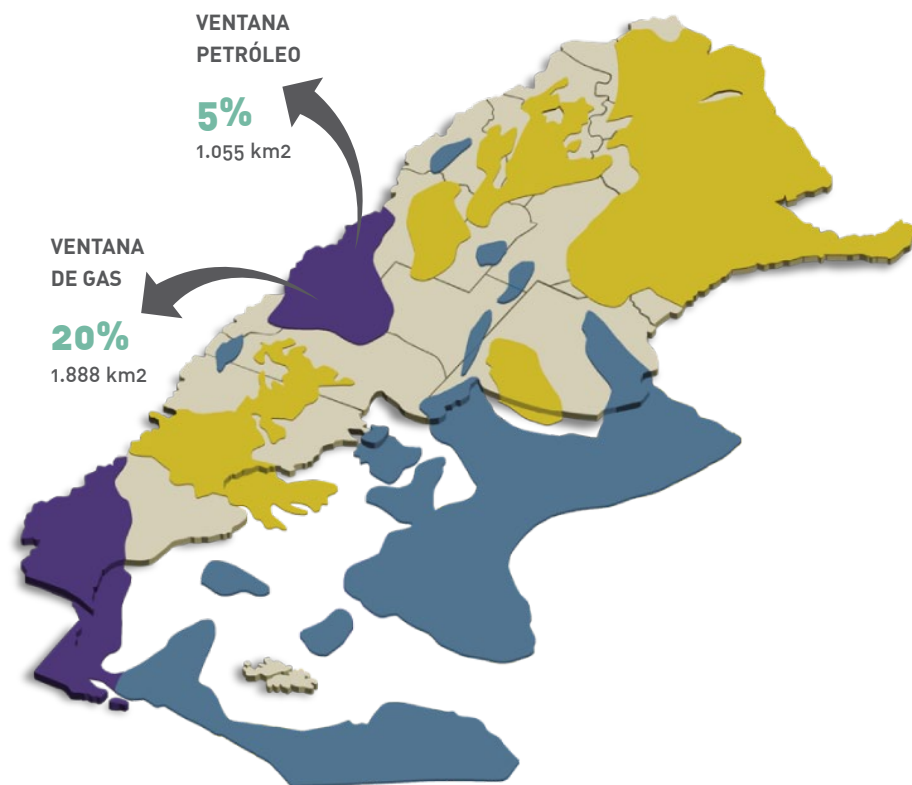 VENTANA
PETRÓLEO
5%
1.055 km2
VENTANA
DE GAS
20%
1.888 km2